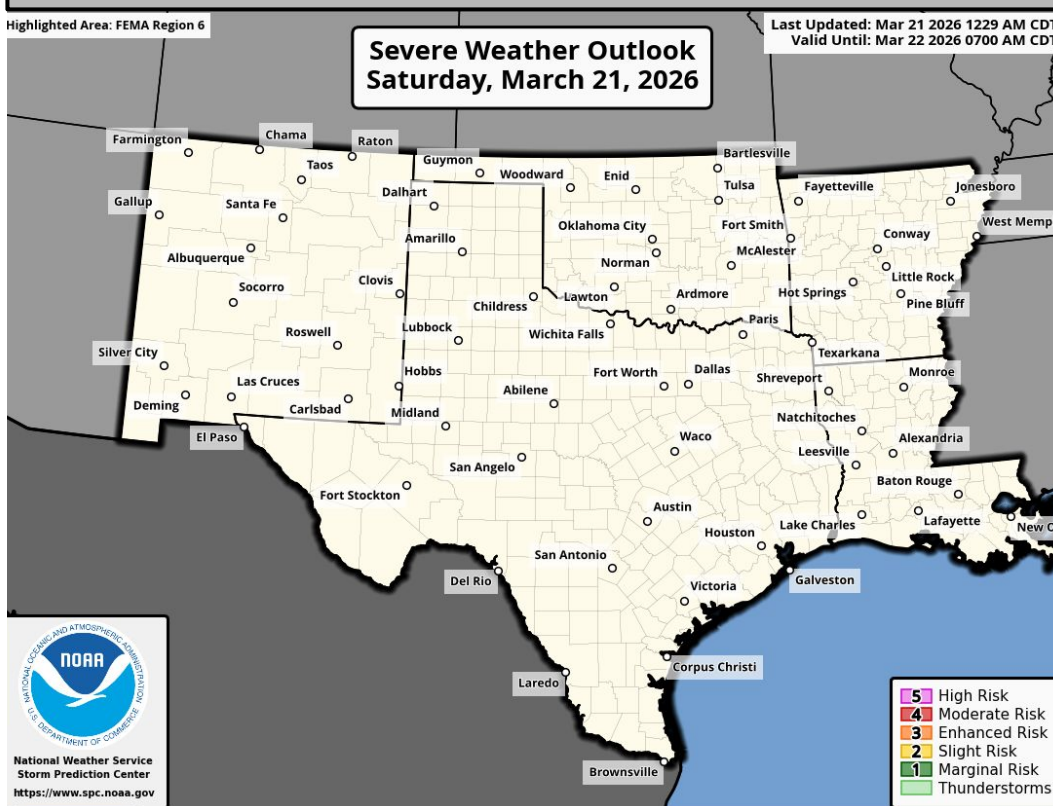 Highlighted Area: FEMA Region 6
Last Updated: Mar 21 2026 1229 AM CDT
Valid Until: Mar 22 2026 0700 AM CDT
Severe Weather Outlook
Saturday, March 21, 2026
Farmington
Chama
Raton
Taos
Guymon
Woodward
Enid
Bartlesville
Dalhart
Tulsa
Fayetteville
Jonesboro
Gallup
Santa Fe
West Memp
Oklahoma City
Fort Smith
Conway
Amarillo
Albuquerque
Norman
McAlester
Little Rock
Socorro
Clovis
Childress
Lawton
Ardmore
Hot Springs
Pine Bluff
Roswell
Lubbock
Wichita Falls
Paris
Texarkana
Silver City
Las Cruces
Hobbs
Fort Worth
Dallas
Shreveport
Monroe
Deming
Carlsbad
Midland
Abilene
Natchitoches
El Paso
Waco
Alexandria
San Angelo
Leesville
Fort Stockton
Baton Rouge
Austin
Houston
Lake Charles
Lafayette
New O
San Antonio
Del Rio
Galveston
Victoria
Corpus Christi
Laredo
Brownsville
NATIONAL OCEANIC AND ATMOSPHERIC ADMINISTRATION
NOAA
U.S. DEPARTMENT OF COMMERCE
National Weather Service
Storm Prediction Center
https://www.spc.noaa.gov
5 High Risk
4 Moderate Risk
3 Enhanced Risk
2 Slight Risk
1 Marginal Risk
Thunderstorms